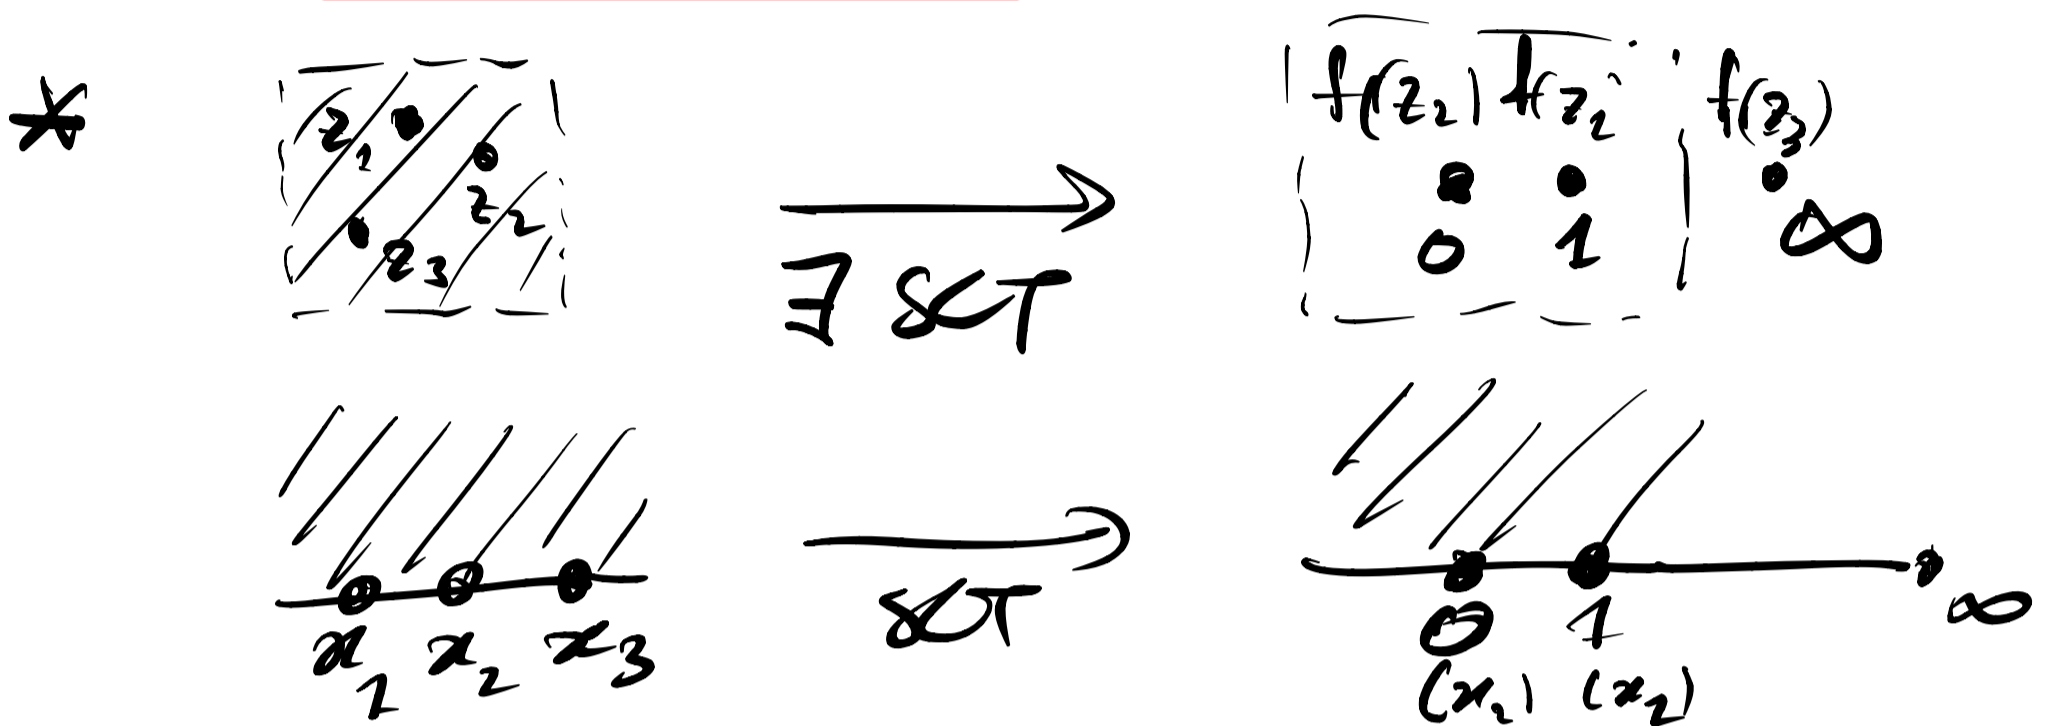 * z₁ z₂ z₃ ∃ SCT f(z₂) f(z₂ f(z₃)
0 1 ∞
x₁ x₂ x₃ SCT 0 1 ∞
(x₂) (x₂)